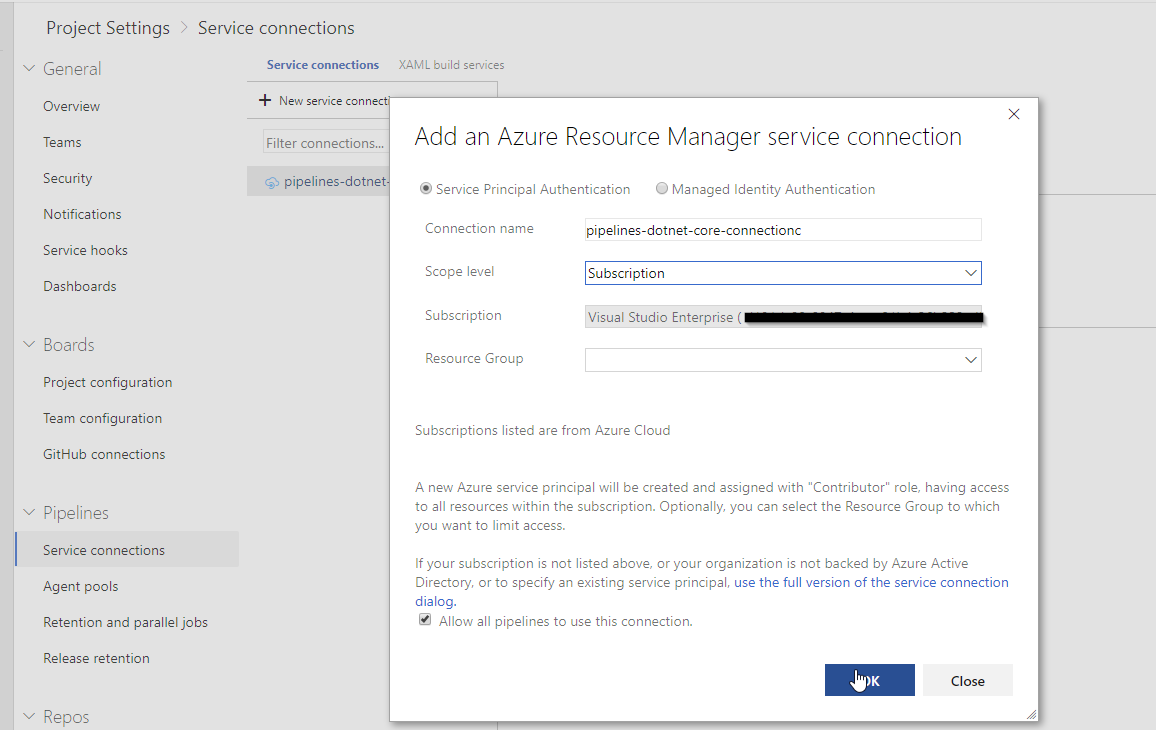 Project Settings > Service connections
General
Overview
Teams
Security
Notifications
Service hooks
Dashboards
Boards
Project configuration
Team configuration
GitHub connections
Pipelines
Service connections
Agent pools
Retention and parallel jobs
Release retention
Repos
Service connections XAML build services
+ New service connecti
Filter connections...
pipelines-dotnet-
Add an Azure Resource Manager service connection
Service Principal Authentication Managed Identity Authentication
Connection name pipelines-dotnet-core-connectionc
Scope level Subscription
Subscription Visual Studio Enterprise (
Resource Group
Subscriptions listed are from Azure Cloud
A new Azure service principal will be created and assigned with "Contributor" role, having access
to all resources within the subscription. Optionally, you can select the Resource Group to which
you want to limit access.
If your subscription is not listed above, or your organization is not backed by Azure Active
Directory, or to specify an existing service principal, use the full version of the service connection
dialog.
Allow all pipelines to use this connection.
OK Close